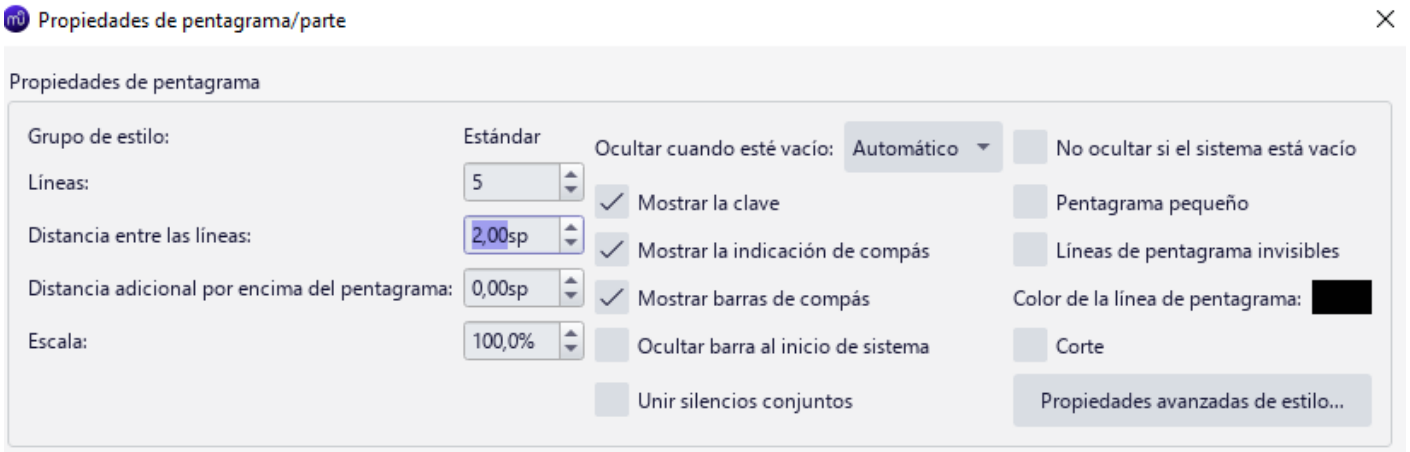 Propiedades de pentagrama/parte
Propiedades de pentagrama
Grupo de estilo: Estándar
Líneas: 5
Distancia entre las líneas: 2,00sp
Distancia adicional por encima del pentagrama: 0,00sp
Escala: 100,0%
Ocultar cuando esté vacío: Automático
Mostrar la clave
Mostrar la indicación de compás
Mostrar barras de compás
Ocultar barra al inicio de sistema
Unir silencios conjuntos
No ocultar si el sistema está vacío
Pentagrama pequeño
Líneas de pentagrama invisibles
Color de la línea de pentagrama:
Corte
Propiedades avanzadas de estilo...